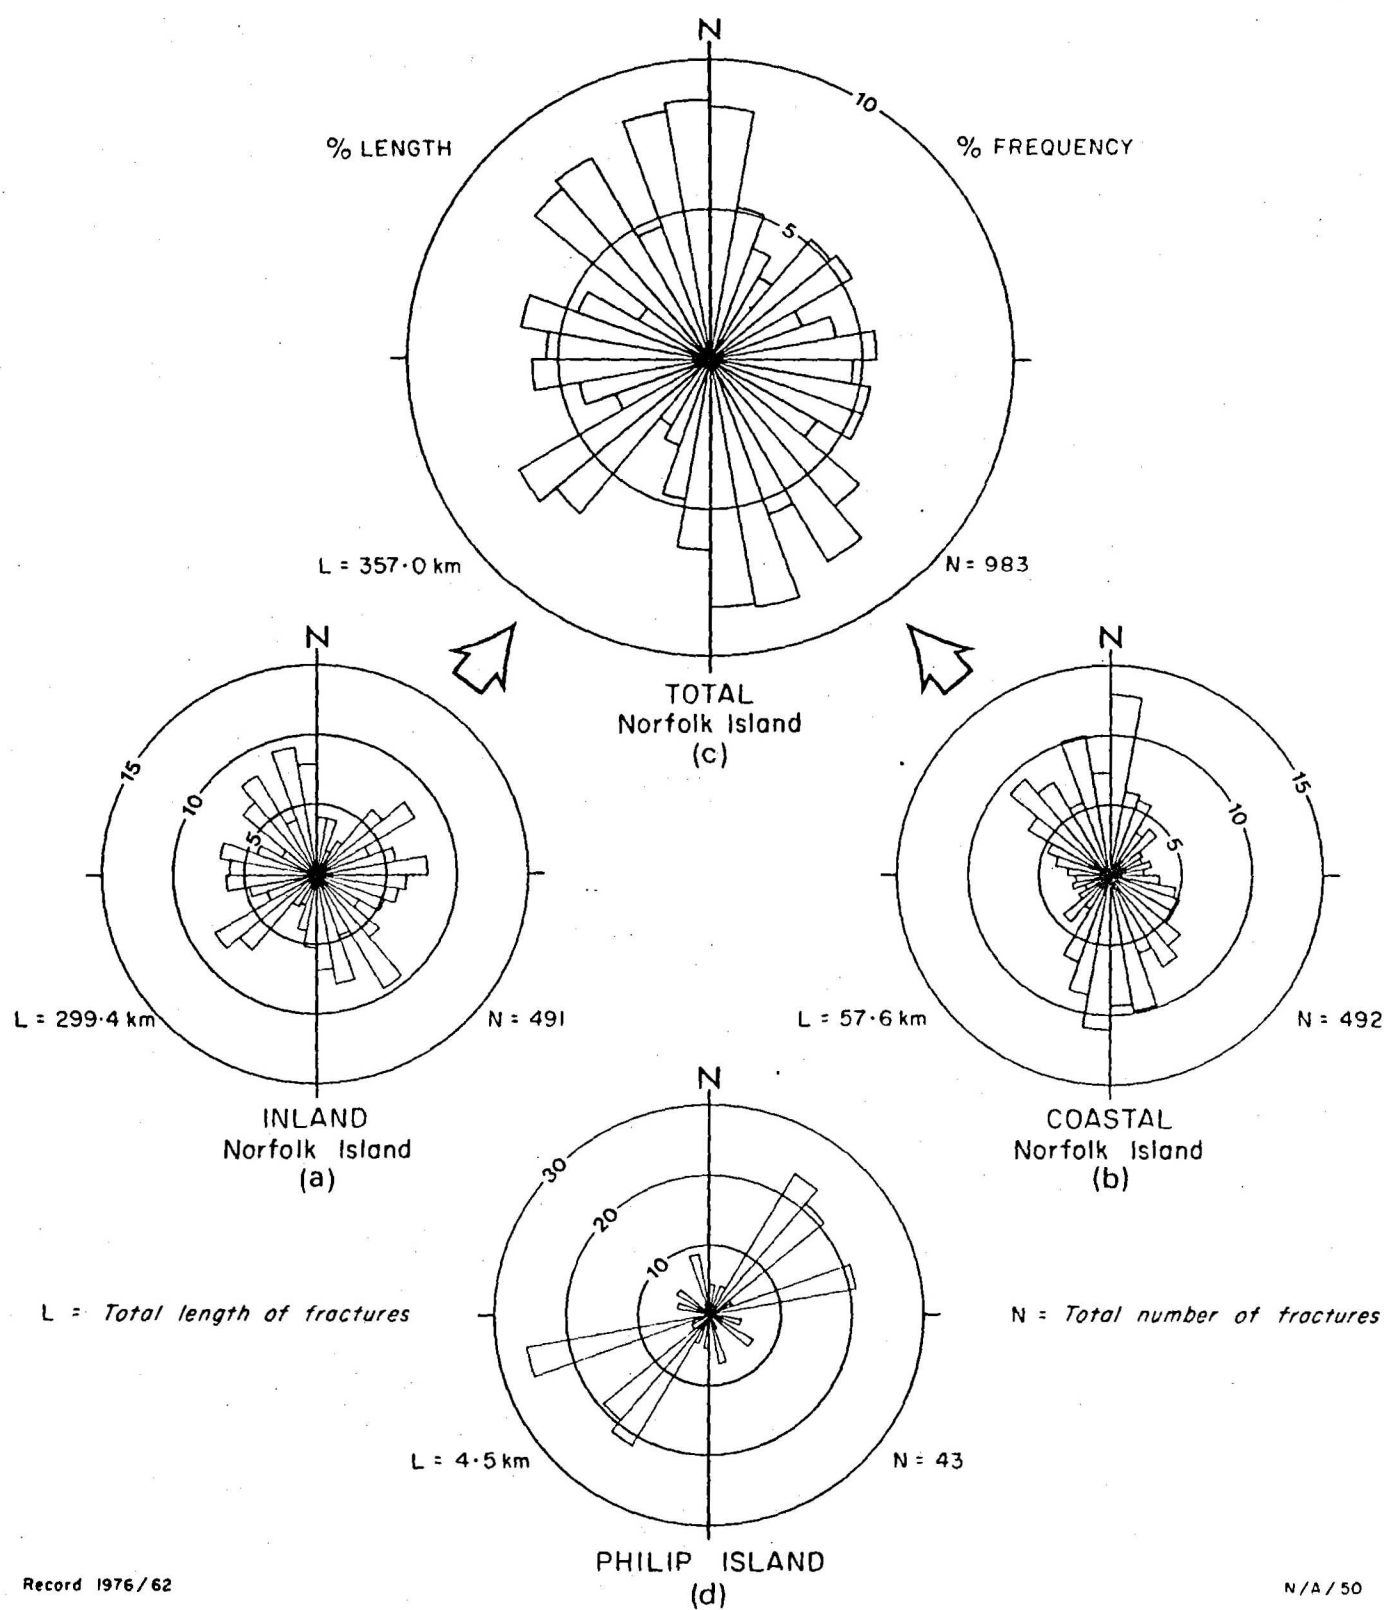 N
10
% LENGTH
% FREQUENCY
5
L = 357·0 km
N = 983
TOTAL
Norfolk Island
(c)
N
15
10
5
L = 299·4 km
N = 491
INLAND
Norfolk Island
(a)
N
15
10
5
L = 57·6 km
N = 492
COASTAL
Norfolk Island
(b)
N
30
20
10
L = Total length of fractures
N = Total number of fractures
L = 4·5 km
N = 43
PHILIP ISLAND
(d)
Record 1976/62
N/A/50